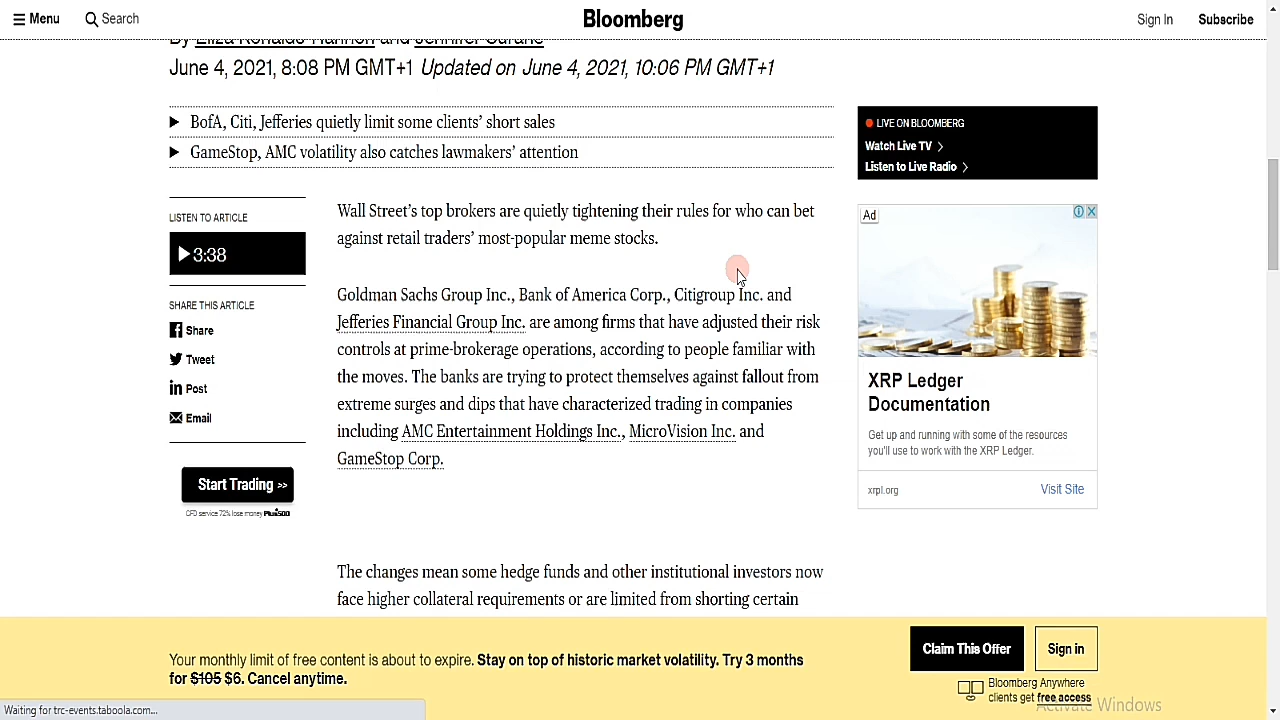 Menu
Search
Bloomberg
Sign In
Subscribe
By Eliza Ronalds-Hannon and Jennifer Surane
June 4, 2021, 8:08 PM GMT+1 Updated on June 4, 2021, 10:06 PM GMT+1
BofA, Citi, Jefferies quietly limit some clients’ short sales
GameStop, AMC volatility also catches lawmakers’ attention
LISTEN TO ARTICLE
3:38
SHARE THIS ARTICLE
Share
Tweet
Post
Email
Start Trading >>
CFD service 72% lose money Plus500
Wall Street’s top brokers are quietly tightening their rules for who can bet
against retail traders’ most-popular meme stocks.
Goldman Sachs Group Inc., Bank of America Corp., Citigroup Inc. and
Jefferies Financial Group Inc. are among firms that have adjusted their risk
controls at prime-brokerage operations, according to people familiar with
the moves. The banks are trying to protect themselves against fallout from
extreme surges and dips that have characterized trading in companies
including AMC Entertainment Holdings Inc., MicroVision Inc. and
GameStop Corp.
The changes mean some hedge funds and other institutional investors now
face higher collateral requirements or are limited from shorting certain
LIVE ON BLOOMBERG
Watch Live TV
Listen to Live Radio
Ad
XRP Ledger
Documentation
Get up and running with some of the resources
you'll use to work with the XRP Ledger.
xrpl.org
Visit Site
Your monthly limit of free content is about to expire. Stay on top of historic market volatility. Try 3 months
for $105 $6. Cancel anytime.
Claim This Offer
Sign in
Bloomberg Anywhere
clients get free access
Activate Windows
Waiting for trc-events.taboola.com...